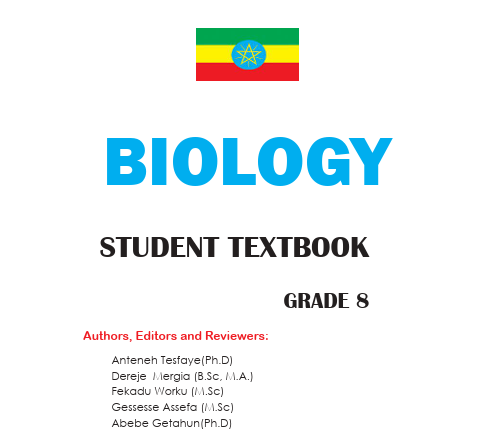 BIOLOGY
STUDENT TEXTBOOK
GRADE 8
Authors, Editors and Reviewers:
Anteneh Tesfaye(Ph.D)
Dereje Mergia (B.Sc, M.A.)
Fekadu Worku (M.Sc)
Gessesse Assefa (M.Sc)
Abebe Getahun(Ph.D)